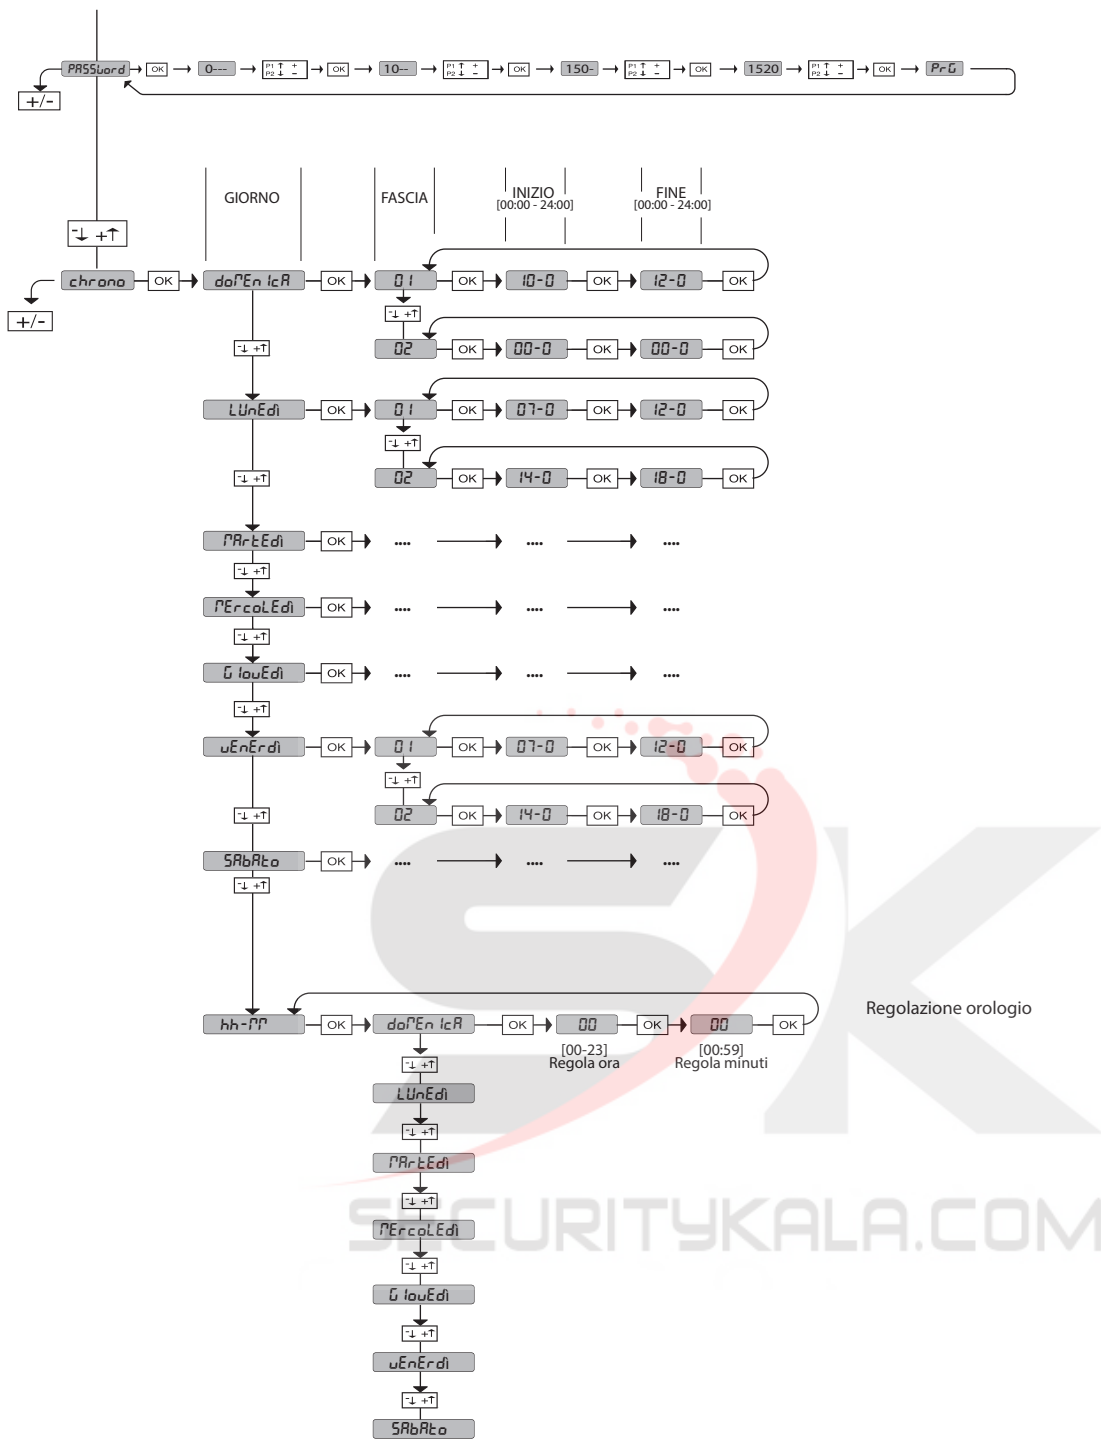 PASSword OK 0--- P1 ↑ + P2 ↓ - OK 10-- P1 ↑ + P2 ↓ - OK 150- P1 ↑ + P2 ↓ - OK 1520 P1 ↑ + P2 ↓ - OK PrG
+/-
GIORNO FASCIA INIZIO [00:00 - 24:00] FINE [00:00 - 24:00]
-↓ +↑
chrono OK doMEnIcA OK 01 OK 10-0 OK 12-0 OK
+/-
-↓ +↑
-↓ +↑ 02 OK 00-0 OK 00-0 OK
LUnEdì OK 01 OK 07-0 OK 12-0 OK
-↓ +↑
-↓ +↑ 02 OK 14-0 OK 18-0 OK
MArtEdì OK .... .... ....
-↓ +↑
MErcoLEdì OK .... .... ....
-↓ +↑
GIovEdì OK .... .... ....
-↓ +↑
vEnErdì OK 01 OK 07-0 OK 12-0 OK
-↓ +↑
-↓ +↑ 02 OK 14-0 OK 18-0 OK
SAbAto OK .... .... ....
-↓ +↑
Regolazione orologio
hh-MM OK doMEnIcA OK 00 OK 00 OK
[00-23] [00:59]
Regola ora Regola minuti
-↓ +↑
LUnEdì
-↓ +↑
MArtEdì
-↓ +↑
MErcoLEdì
-↓ +↑
GIovEdì
-↓ +↑
vEnErdì
-↓ +↑
SAbAto
SK
SECURITYKALA.COM